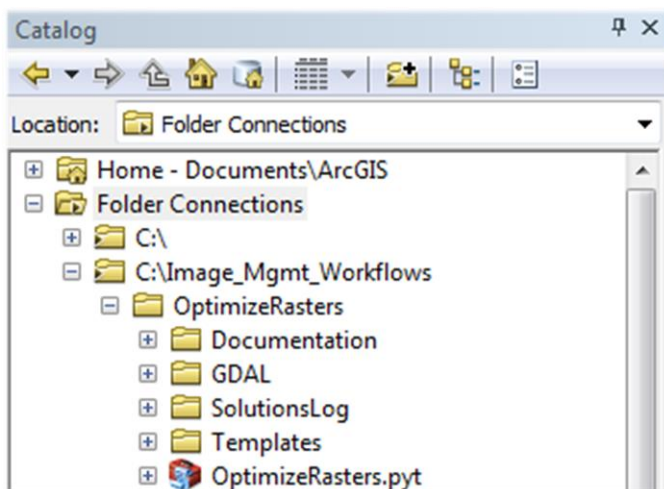 Catalog
Location: Folder Connections
Home - Documents\ArcGIS
Folder Connections
C:\
C:\Image_Mgmt_Workflows
OptimizeRasters
Documentation
GDAL
SolutionsLog
Templates
OptimizeRasters.pyt